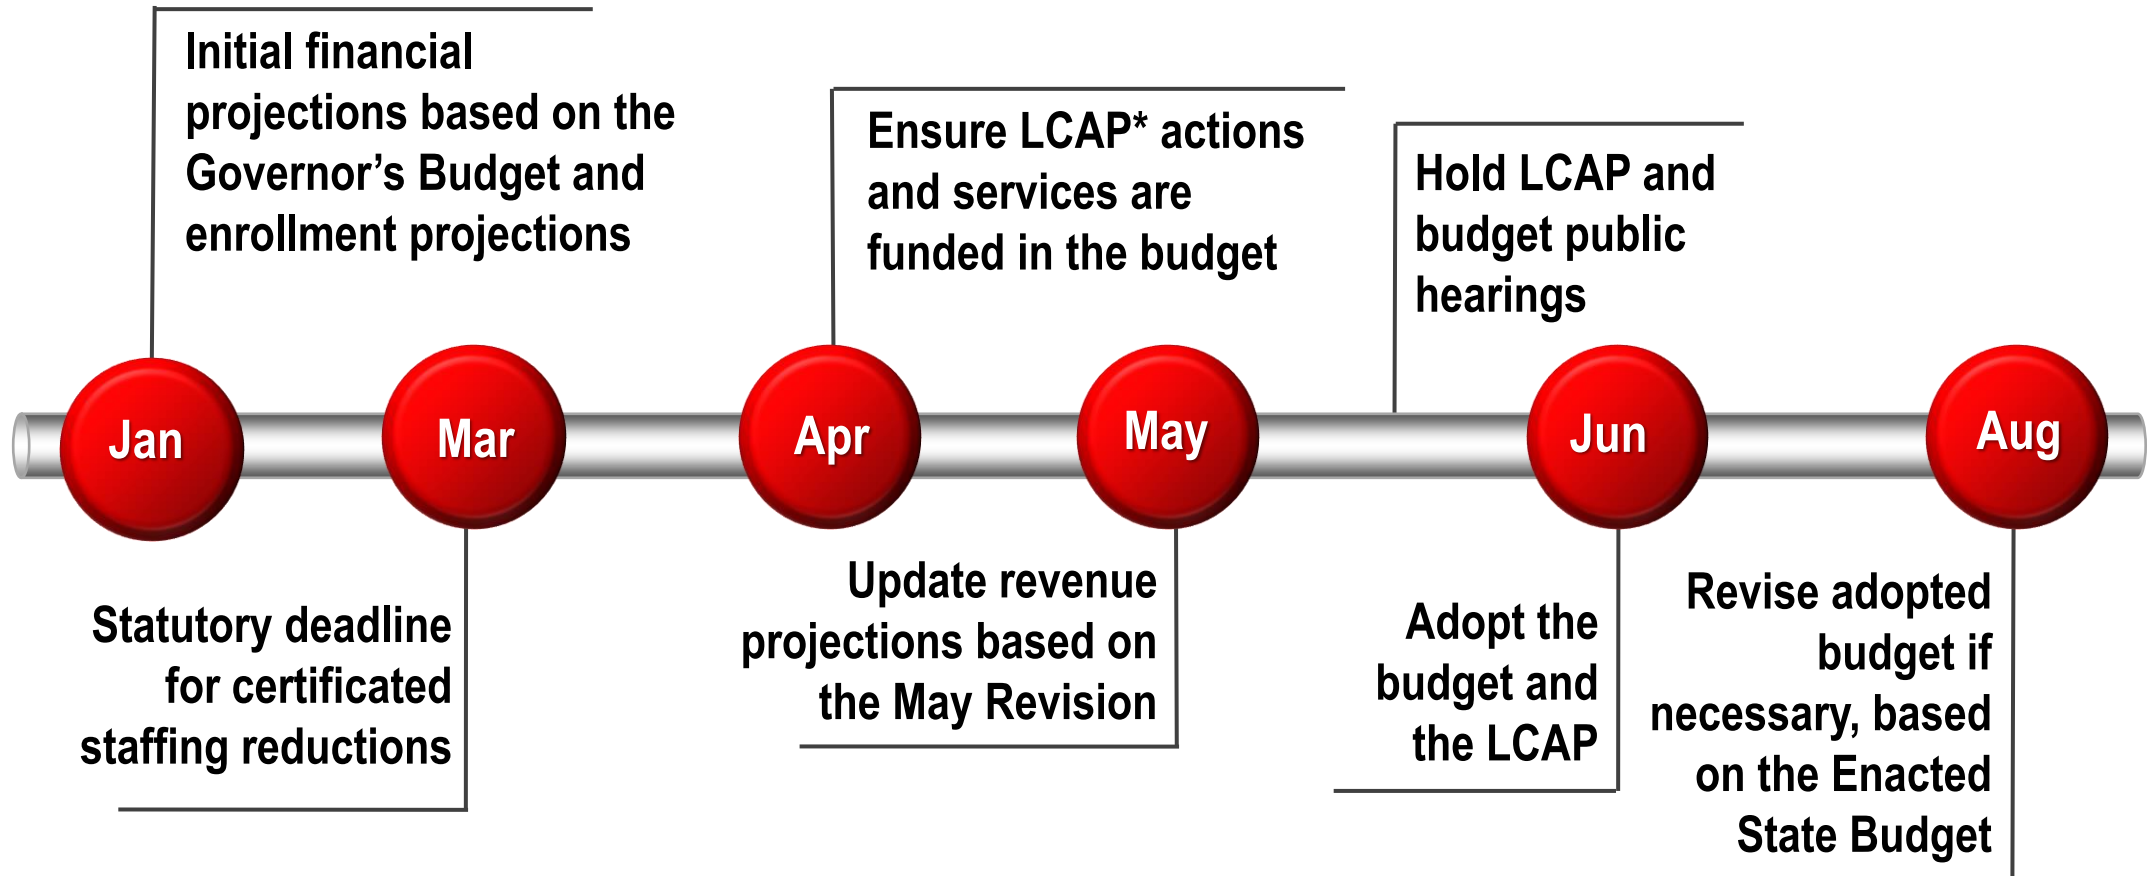 Initial financial
projections based on the
Governor’s Budget and
enrollment projections
Ensure LCAP* actions
and services are
funded in the budget
Hold LCAP and
budget public
hearings
Jan
Mar
Apr
May
Jun
Aug
Statutory deadline
for certificated
staffing reductions
Update revenue
projections based on
the May Revision
Adopt the
budget and
the LCAP
Revise adopted
budget if
necessary, based
on the Enacted
State Budget